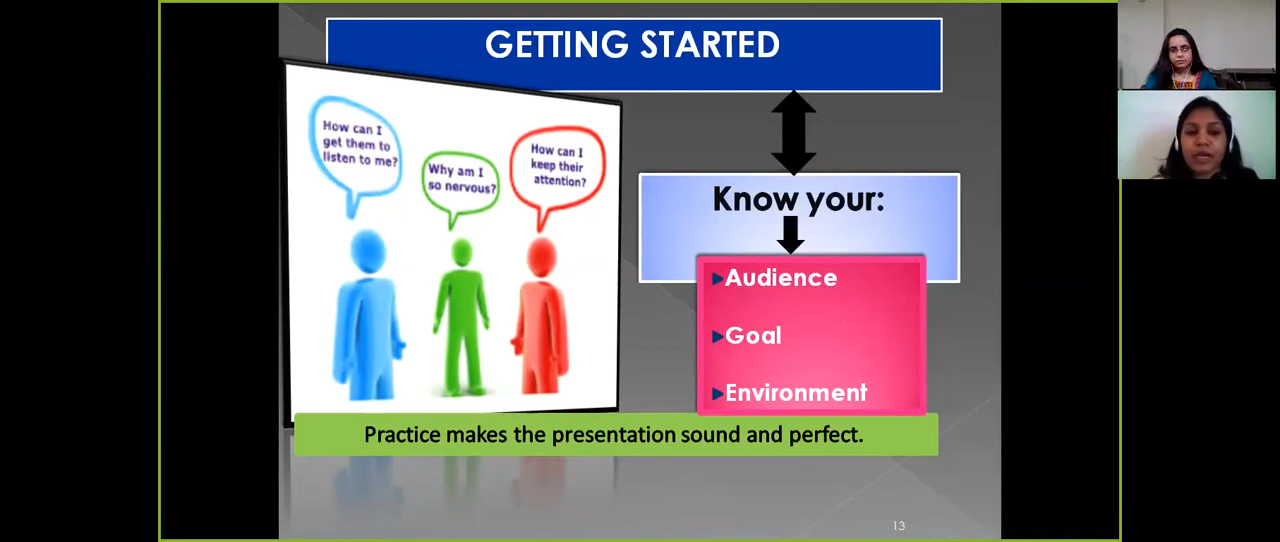 GETTING STARTED
How can I
get them to
listen to me?
Why am I
so nervous?
How can I
keep their
attention?
Know your:
Audience
Goal
Environment
Practice makes the presentation sound and perfect.
13